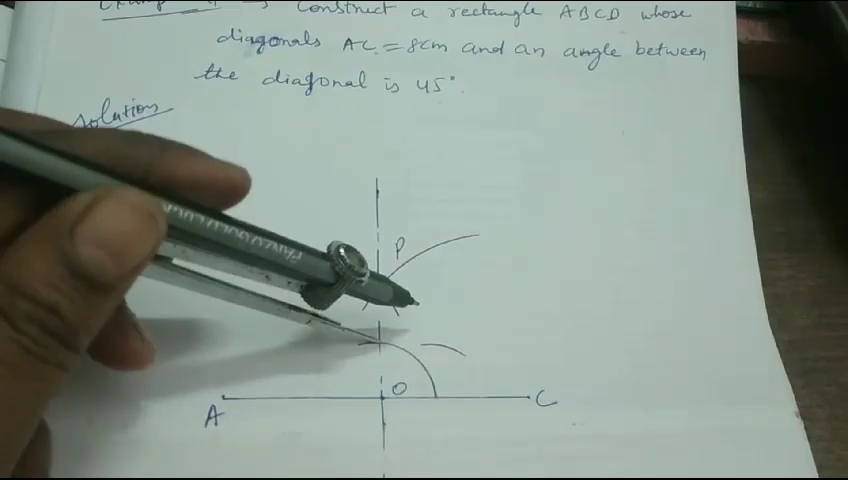 Construct a rectangle ABCD whose
diagonals AC = 8cm and an angle between
the diagonal is 45°.
Solution
P
O
A
C